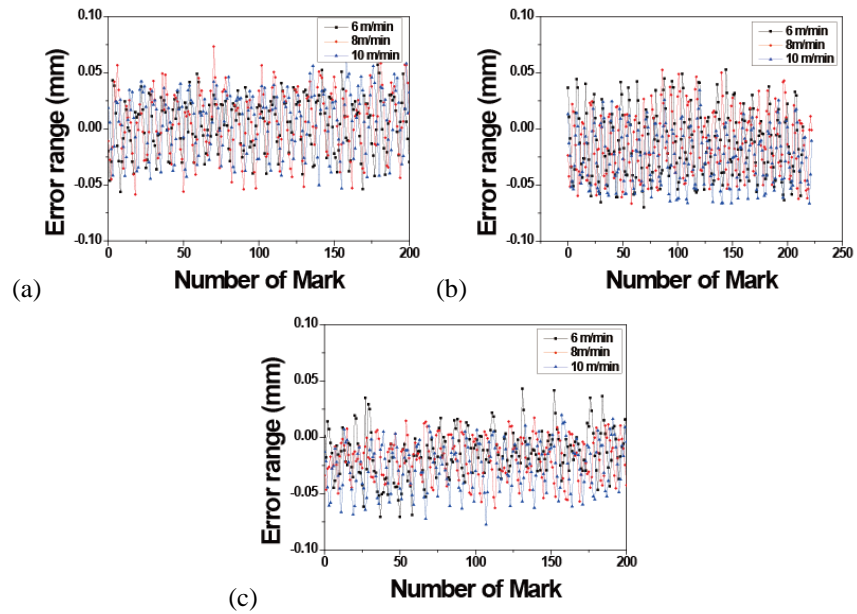 0.10
0.05
0.00
-0.05
-0.10
Error range (mm)
6 m/min
8m/min
10 m/min
0
50
100
150
200
Number of Mark
(a)
0.10
0.05
0.00
-0.05
-0.10
Error range (mm)
6 m/min
8m/min
10 m/min
0
50
100
150
200
250
Number of Mark
(b)
0.10
0.05
0.00
-0.05
-0.10
Error range (mm)
6 m/min
8m/min
10 m/min
0
50
100
150
200
Number of Mark
(c)